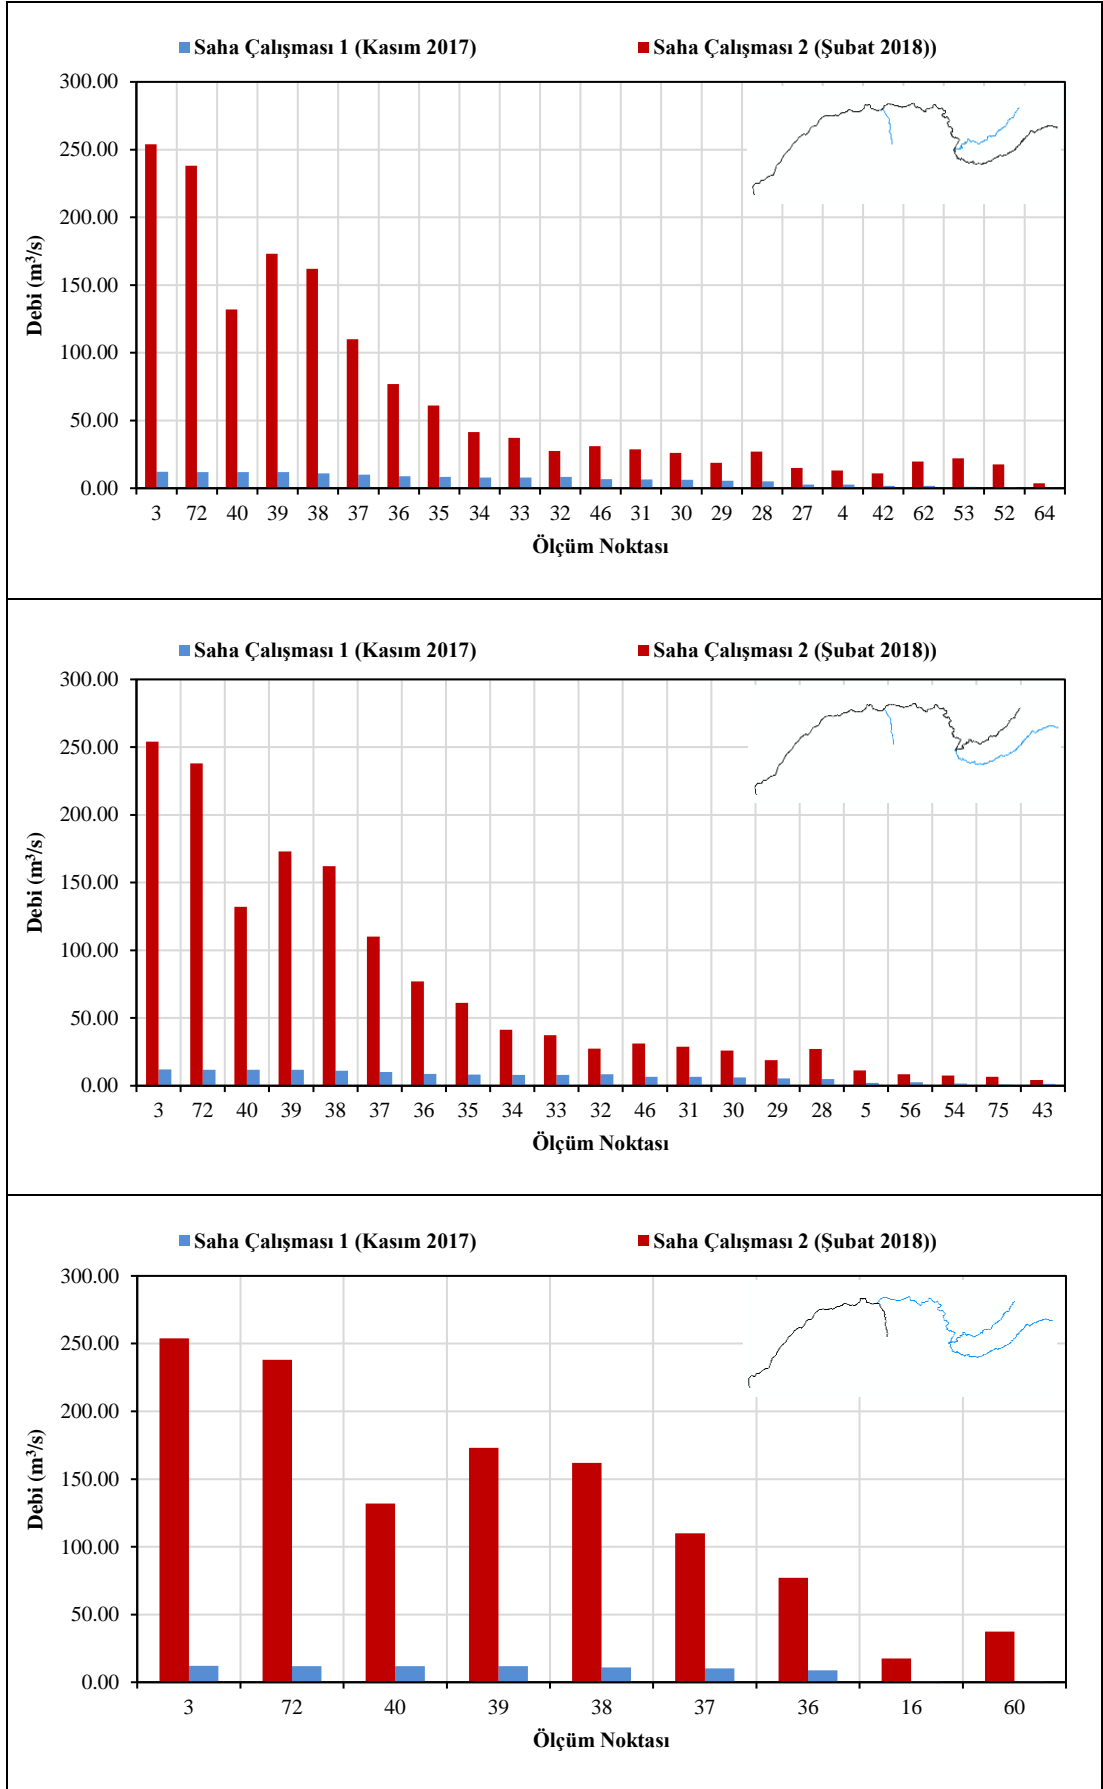 Saha Çalışması 1 (Kasım 2017) Saha Çalışması 2 (Şubat 2018))
300.00
250.00
200.00
150.00
100.00
50.00
0.00
Debi (m³/s)
3 72 40 39 38 37 36 35 34 33 32 46 31 30 29 28 27 4 42 62 53 52 64
Ölçüm Noktası
Saha Çalışması 1 (Kasım 2017) Saha Çalışması 2 (Şubat 2018))
300.00
250.00
200.00
150.00
100.00
50.00
0.00
Debi (m³/s)
3 72 40 39 38 37 36 35 34 33 32 46 31 30 29 28 5 56 54 75 43
Ölçüm Noktası
Saha Çalışması 1 (Kasım 2017) Saha Çalışması 2 (Şubat 2018))
300.00
250.00
200.00
150.00
100.00
50.00
0.00
Debi (m³/s)
3 72 40 39 38 37 36 16 60
Ölçüm Noktası